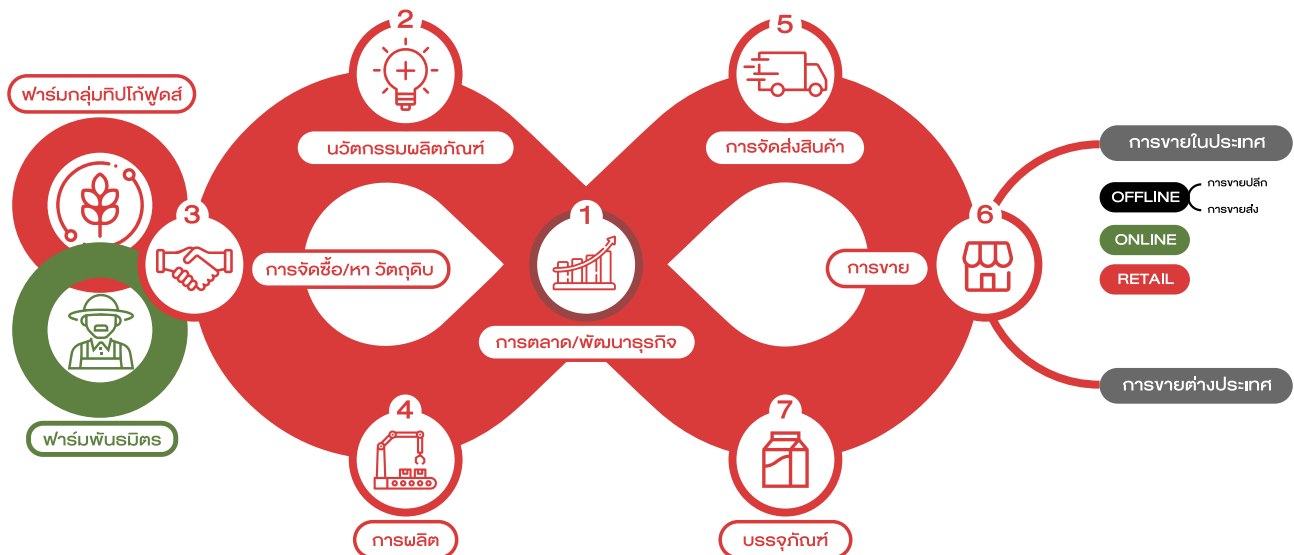 2
5
ฟาร์มกลุ่มทิปโก้ฟูดส์
นวัตกรรมผลิตภัณฑ์
การจัดส่งสินค้า
การขายในประเทศ
OFFLINE
การขายปลีก
การขายส่ง
ONLINE
RETAIL
3
1
6
การจัดซื้อ/หา วัตถุดิบ
การขาย
การตลาด/พัฒนาธุรกิจ
การขายต่างประเทศ
4
7
ฟาร์มพันธมิตร
การผลิต
บรรจุภัณฑ์